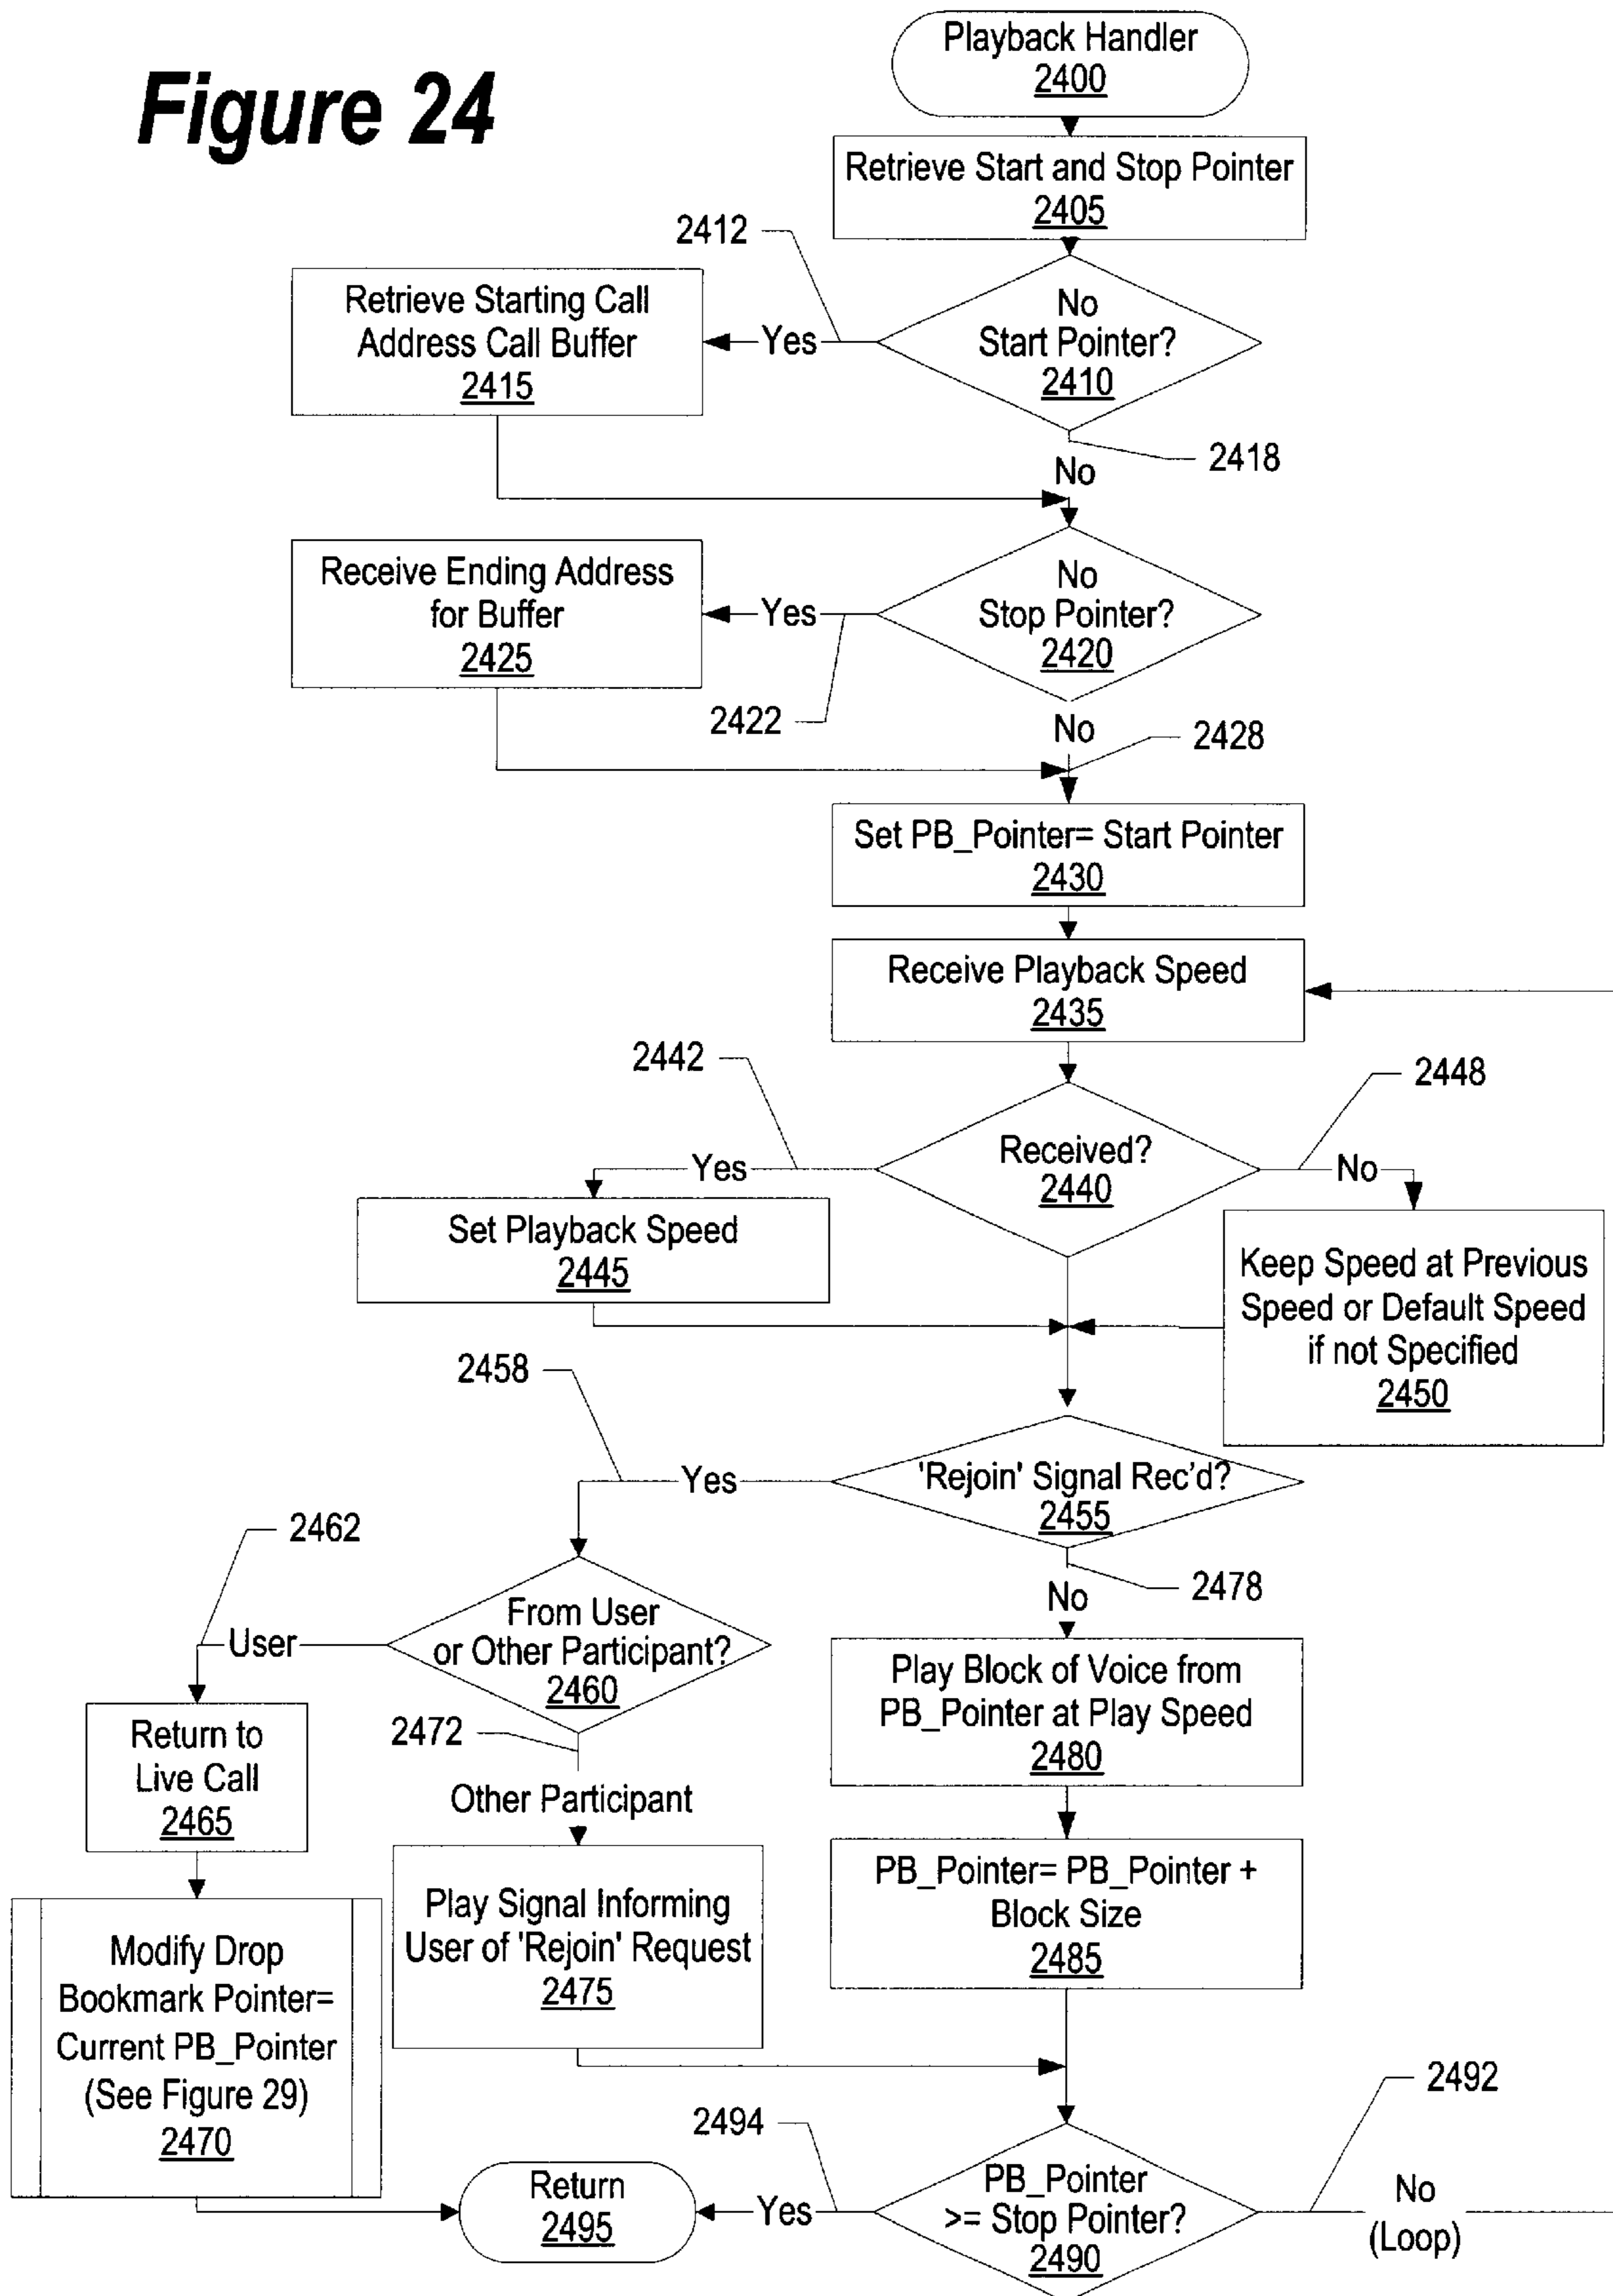 Figure 24
Playback Handler
2400
Retrieve Start and Stop Pointer
2405
2412
Retrieve Starting Call
Address Call Buffer
2415
Yes
No
Start Pointer?
2410
2418
No
Receive Ending Address
for Buffer
2425
Yes
No
Stop Pointer?
2420
2422
No
2428
Set PB_Pointer= Start Pointer
2430
Receive Playback Speed
2435
2442
2448
Received?
2440
Yes
No
Set Playback Speed
2445
Keep Speed at Previous
Speed or Default Speed
if not Specified
2450
2458
Yes
'Rejoin' Signal Rec'd?
2455
2462
2478
No
User
From User
or Other Participant?
2460
2472
Other Participant
Return to
Live Call
2465
Play Block of Voice from
PB_Pointer at Play Speed
2480
Modify Drop
Bookmark Pointer=
Current PB_Pointer
(See Figure 29)
2470
Play Signal Informing
User of 'Rejoin' Request
2475
PB_Pointer= PB_Pointer +
Block Size
2485
2494
2492
Return
2495
Yes
PB_Pointer
>= Stop Pointer?
2490
No
(Loop)